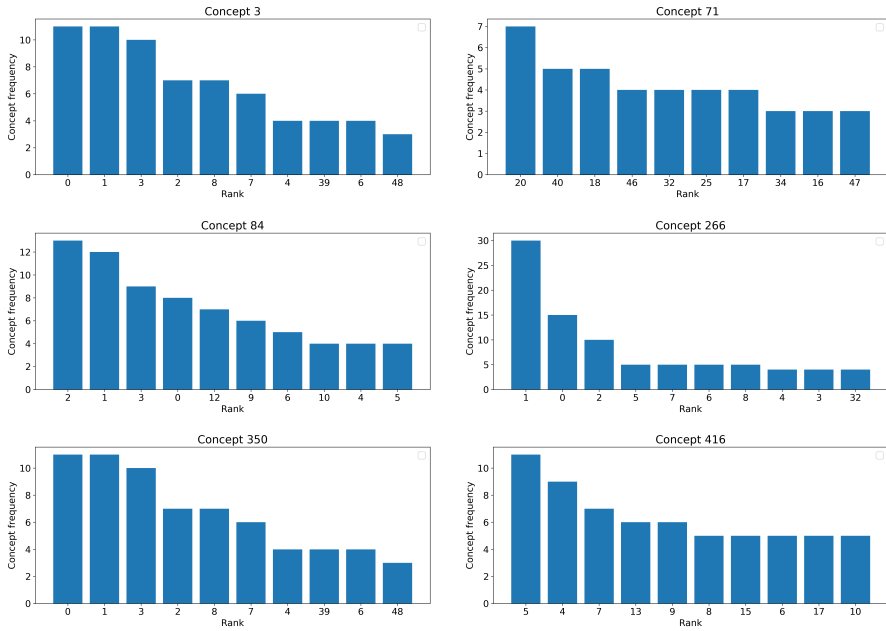 Concept 3
Concept frequency
10
8
6
4
2
0
0 1 3 2 8 7 4 39 6 48
Rank
Concept 71
Concept frequency
7
6
5
4
3
2
1
0
20 40 18 46 32 25 17 34 16 47
Rank
Concept 84
Concept frequency
12
10
8
6
4
2
0
2 1 3 0 12 9 6 10 4 5
Rank
Concept 266
Concept frequency
30
25
20
15
10
5
0
1 0 2 5 7 6 8 4 3 32
Rank
Concept 350
Concept frequency
10
8
6
4
2
0
0 1 3 2 8 7 4 39 6 48
Rank
Concept 416
Concept frequency
10
8
6
4
2
0
5 4 7 13 9 8 15 6 17 10
Rank